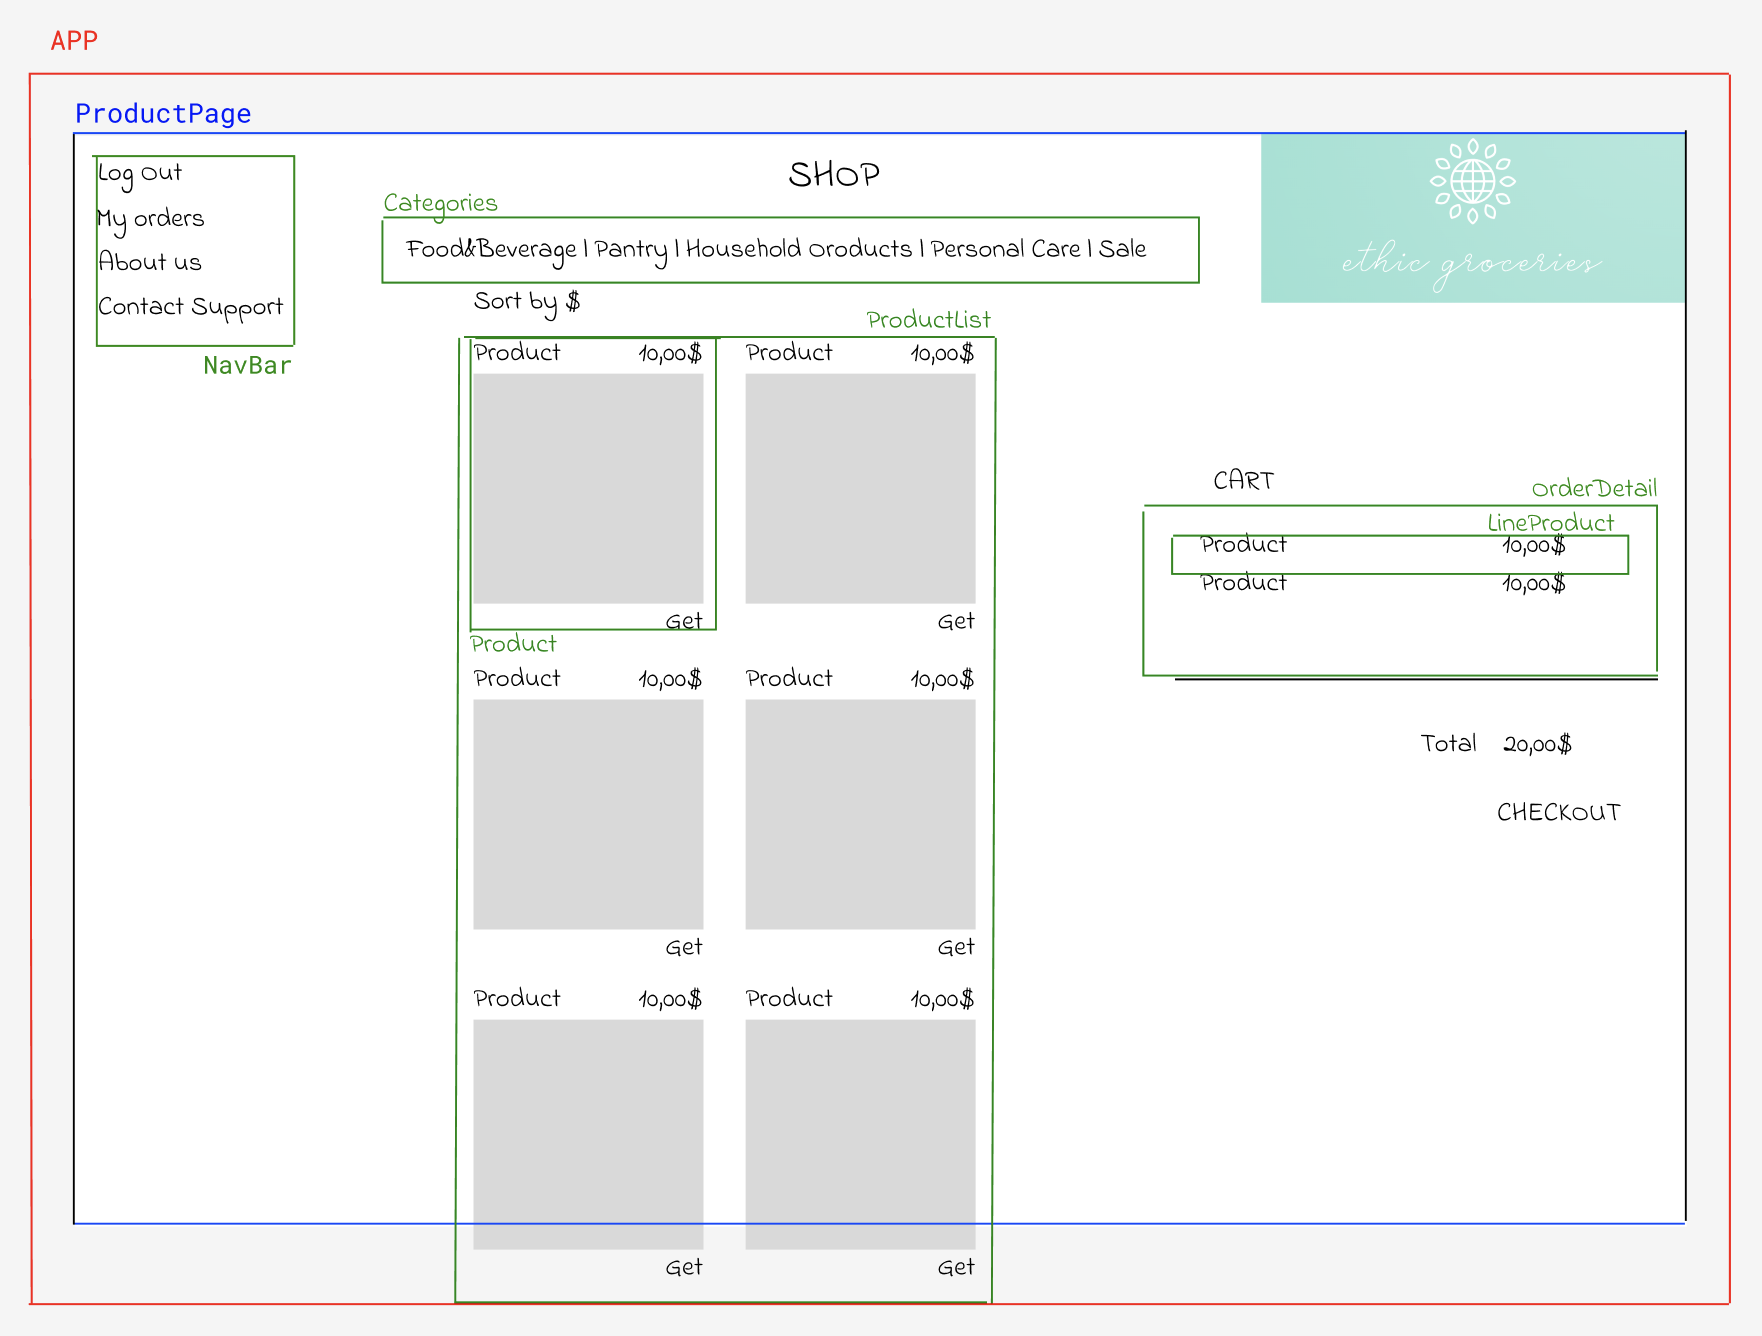 APP
ProductPage
Log Out
My orders
About us
Contact Support
NavBar
SHOP
Categories
Food&Beverage | Pantry | Household Oroducts | Personal Care | Sale
ethic groceries
Sort by $
ProductList
Product 10,00$
Product 10,00$
Get
Get
Product
Product 10,00$
Product 10,00$
Get
Get
Product 10,00$
Product 10,00$
Get
Get
CART
OrderDetail
LineProduct
Product 10,00$
Product 10,00$
Total 20,00$
CHECKOUT